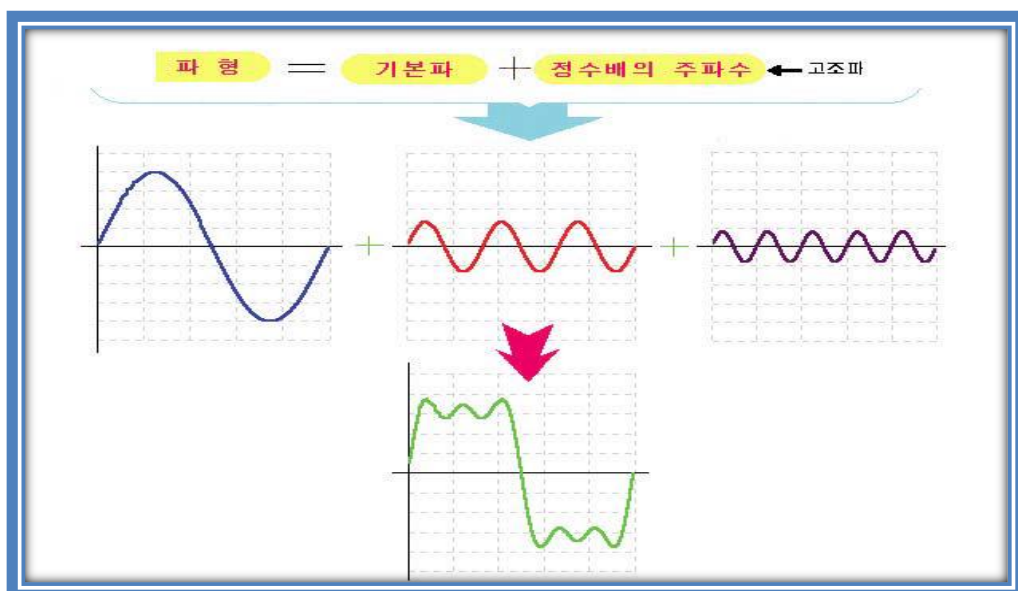 파 형 = 기본파 + 정수배의 주파수 ← 고조파
+ +